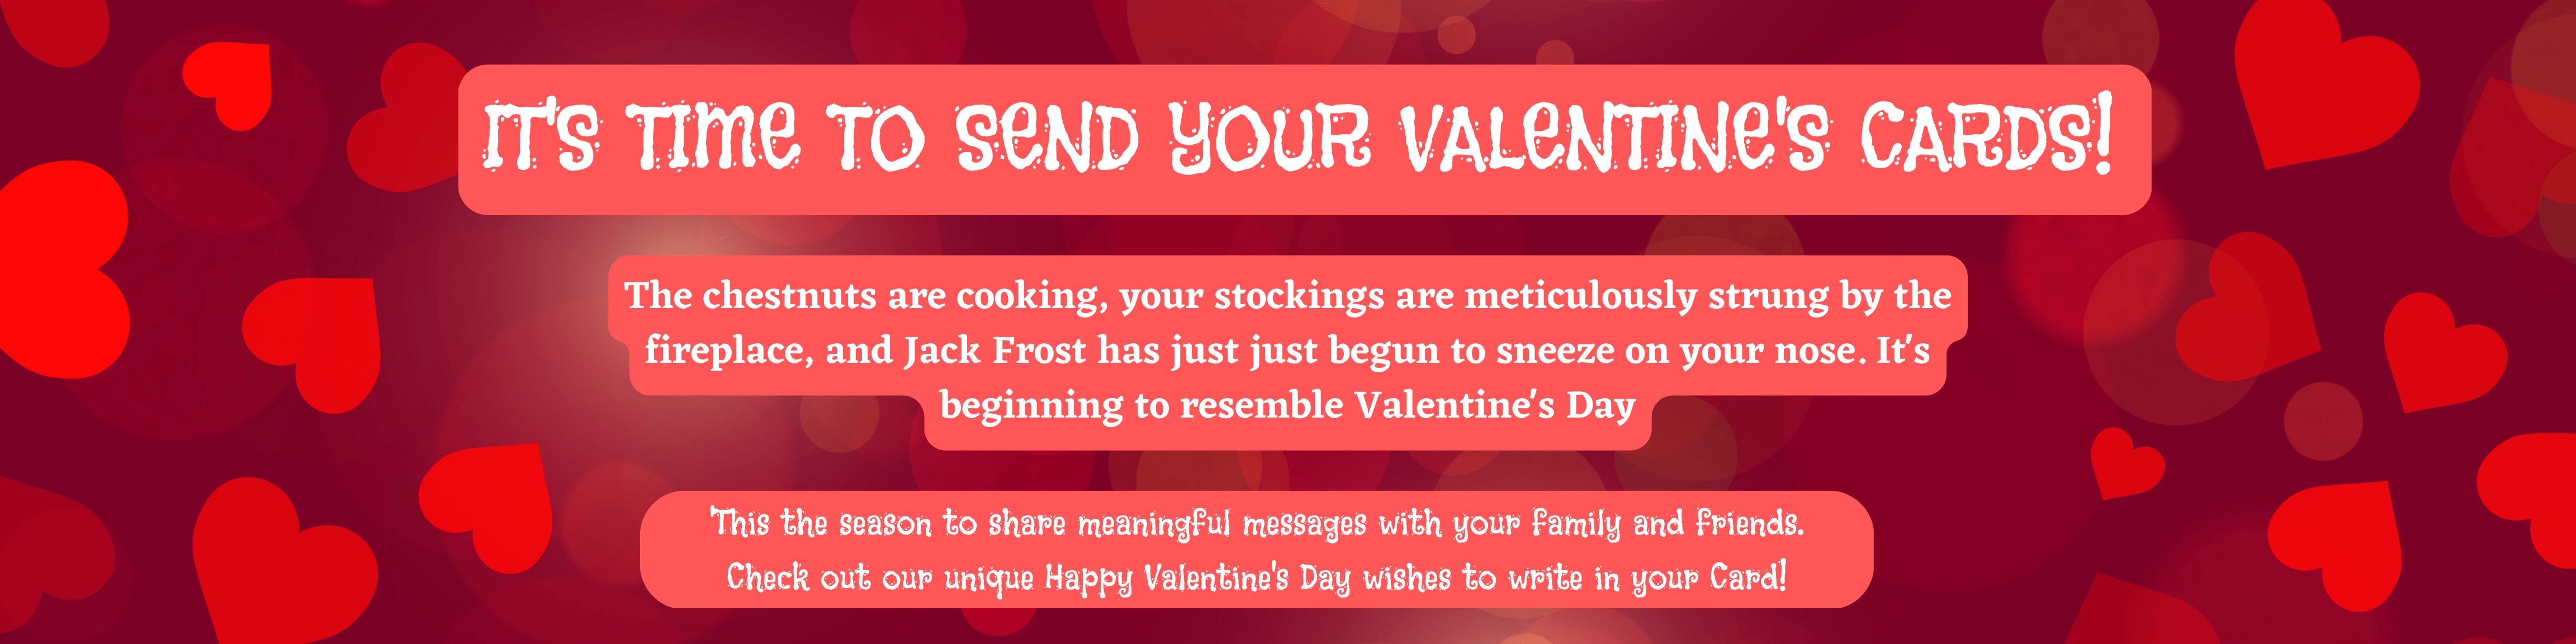 IT'S TIME TO SEND YOUR VALENTINE'S CARDS!
The chestnuts are cooking, your stockings are meticulously strung by the
fireplace, and Jack Frost has just just begun to sneeze on your nose. It's
beginning to resemble Valentine's Day
'This the season to share meaningful messages with your family and friends.
Check out our unique Happy Valentine's Day wishes to write in your Card!